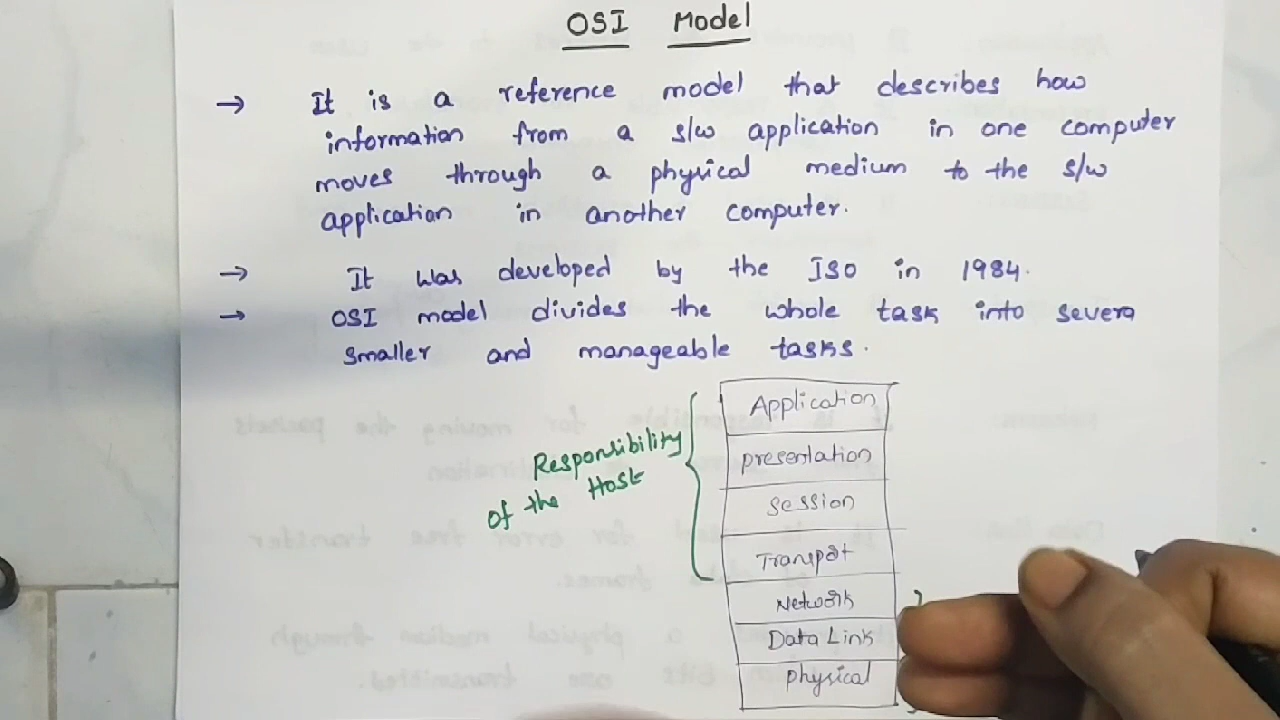 OSI Model
→ It is a reference model that describes how
information from a s/w application in one computer
moves through a physical medium to the s/w
application in another computer.
→ It was developed by the ISO in 1984.
→ OSI model divides the whole task into severa
smaller and manageable tasks.
Responsibility
of the Host
Application
presentation
session
Transport
Network
Data Link
physical